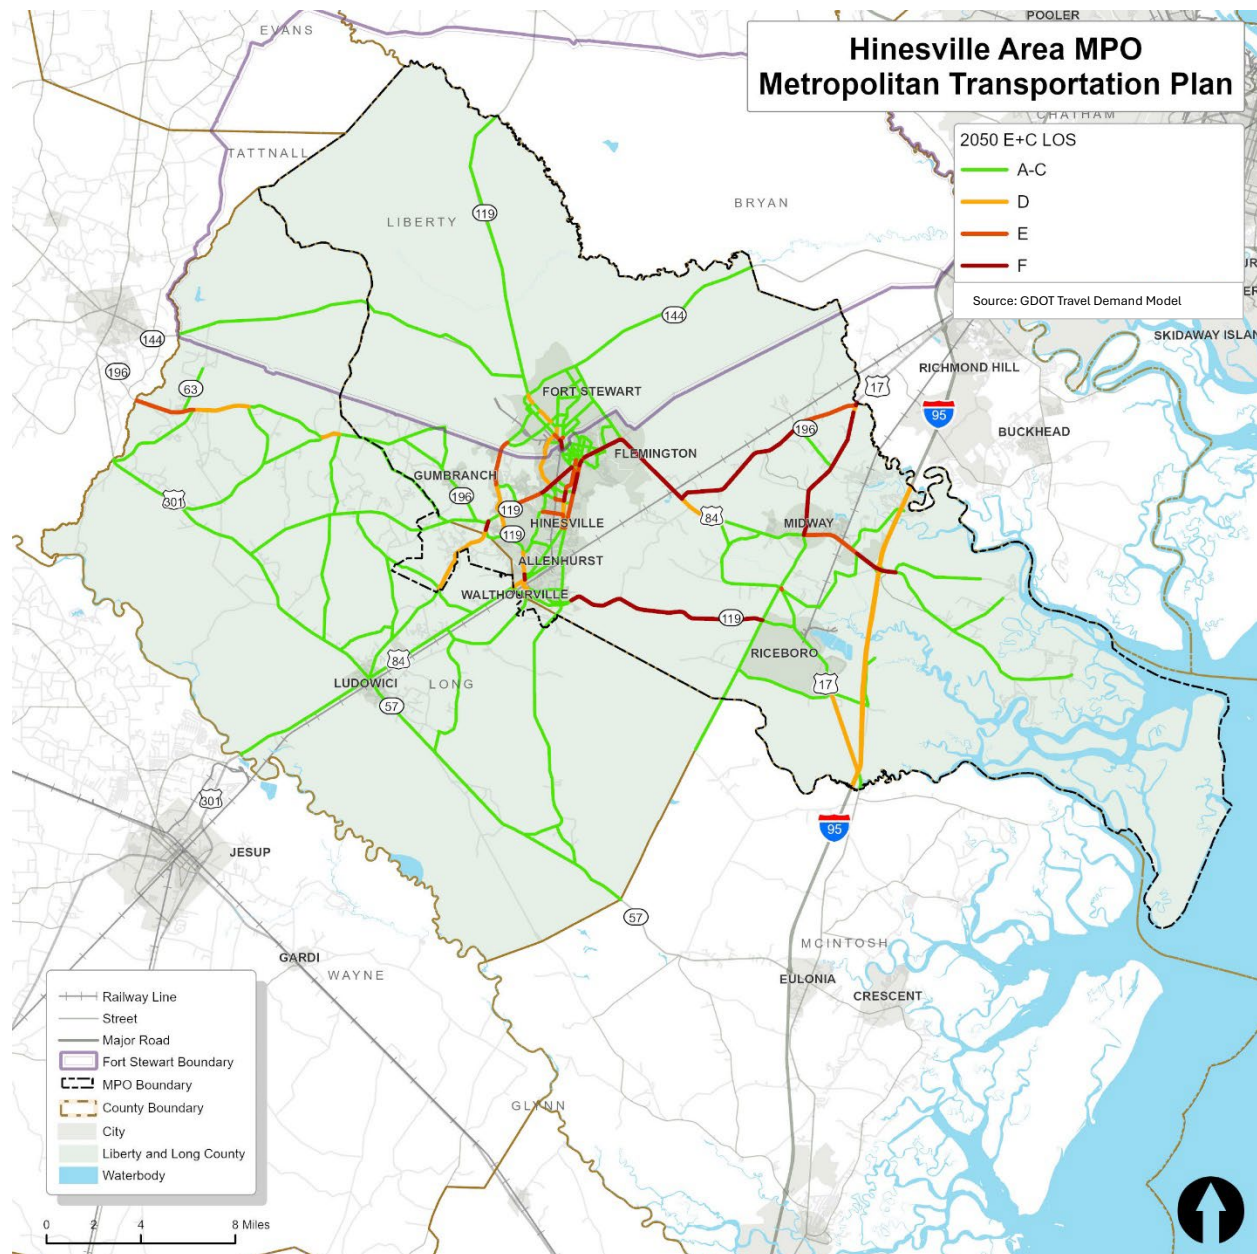 POOLER
EVANS
Hinesville Area MPO
Metropolitan Transportation Plan
CHATHAM
2050 E+C LOS
A-C
D
E
F
Source: GDOT Travel Demand Model
TATTNALL
BRYAN
LIBERTY
119
144
144
SKIDAWAY ISLAN
196
63
FORT STEWART
17
RICHMOND HILL
95
BUCKHEAD
196
FLEMINGTON
GUMBRANCH
301
196
119
84
HINESVILLE
MIDWAY
119
ALLENHURST
WALTHOURVILLE
119
RICEBORO
84
LUDOWICI
LONG
17
57
301
95
JESUP
57
MCINTOSH
GARDI
WAYNE
EULONIA
CRESCENT
GLYNN
Railway Line
Street
Major Road
Fort Stewart Boundary
MPO Boundary
County Boundary
City
Liberty and Long County
Waterbody
0 2 4 8 Miles